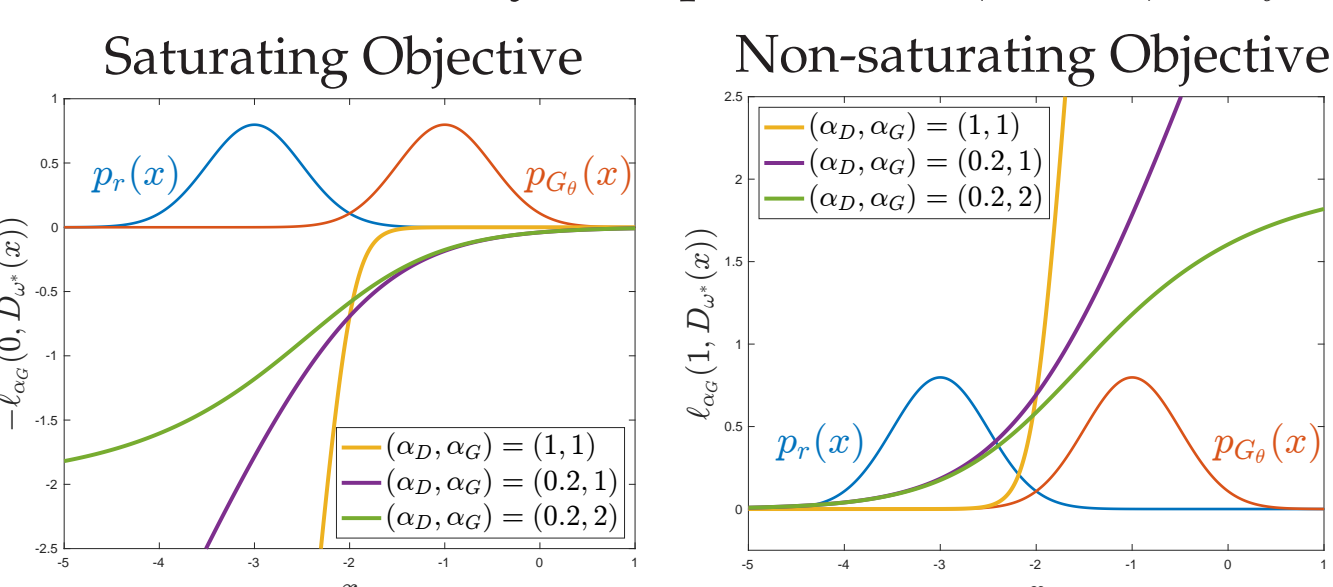 Saturating Objective
1
0.5
0
-0.5
-1
-1.5
-2
-2.5
-5
-4
-3
-2
-1
0
1
−ℓ_{α_G}(0, D_{ω*}(x))
p_r(x)
p_{G_θ}(x)
(α_D, α_G) = (1, 1)
(α_D, α_G) = (0.2, 1)
(α_D, α_G) = (0.2, 2)
Non-saturating Objective
2.5
2
1.5
1
0.5
0
-5
-4
-3
-2
-1
0
1
ℓ_{α_G}(1, D_{ω*}(x))
(α_D, α_G) = (1, 1)
(α_D, α_G) = (0.2, 1)
(α_D, α_G) = (0.2, 2)
p_r(x)
p_{G_θ}(x)